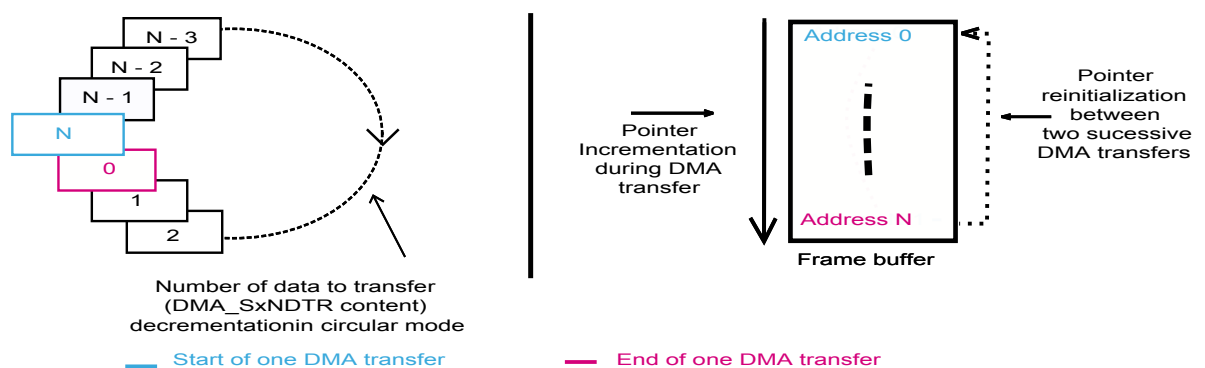 N - 3
N - 2
N - 1
N
0
1
2
Number of data to transfer
(DMA_SxNDTR content)
decrementationin circular mode
Pointer
Incrementation
during DMA
transfer
Address 0
Address N
Frame buffer
Pointer
reinitialization
between
two sucessive
DMA transfers
Start of one DMA transfer
End of one DMA transfer